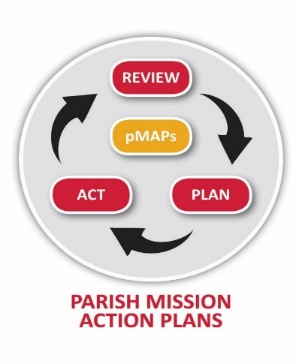 REVIEW
pMAPs
ACT
PLAN
PARISH MISSION
ACTION PLANS